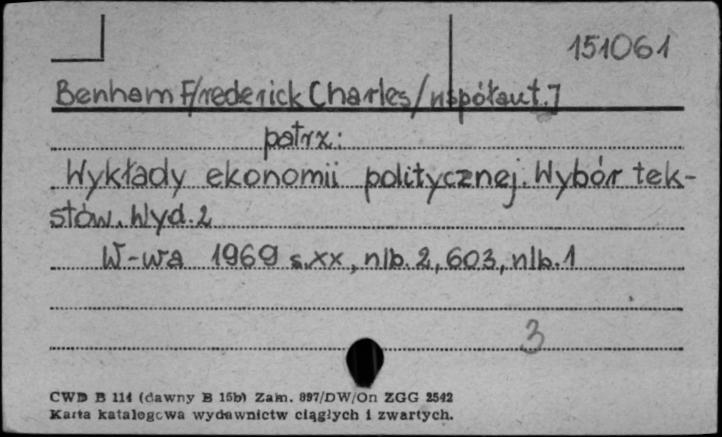 151061
Benham F/rederick Charles/ współaut.]
patrz:
Wykłady ekonomii politycznej. Wybór tek-
stów. Wyd. 2
W-wa 1969 s. XX, nlb. 2, 603, nlb. 1
3
CWD B 114 (dawny B 15b) Zam. 897/DW/On ZGG 2542
Karta katalogowa wydawnictw ciągłych i zwartych.